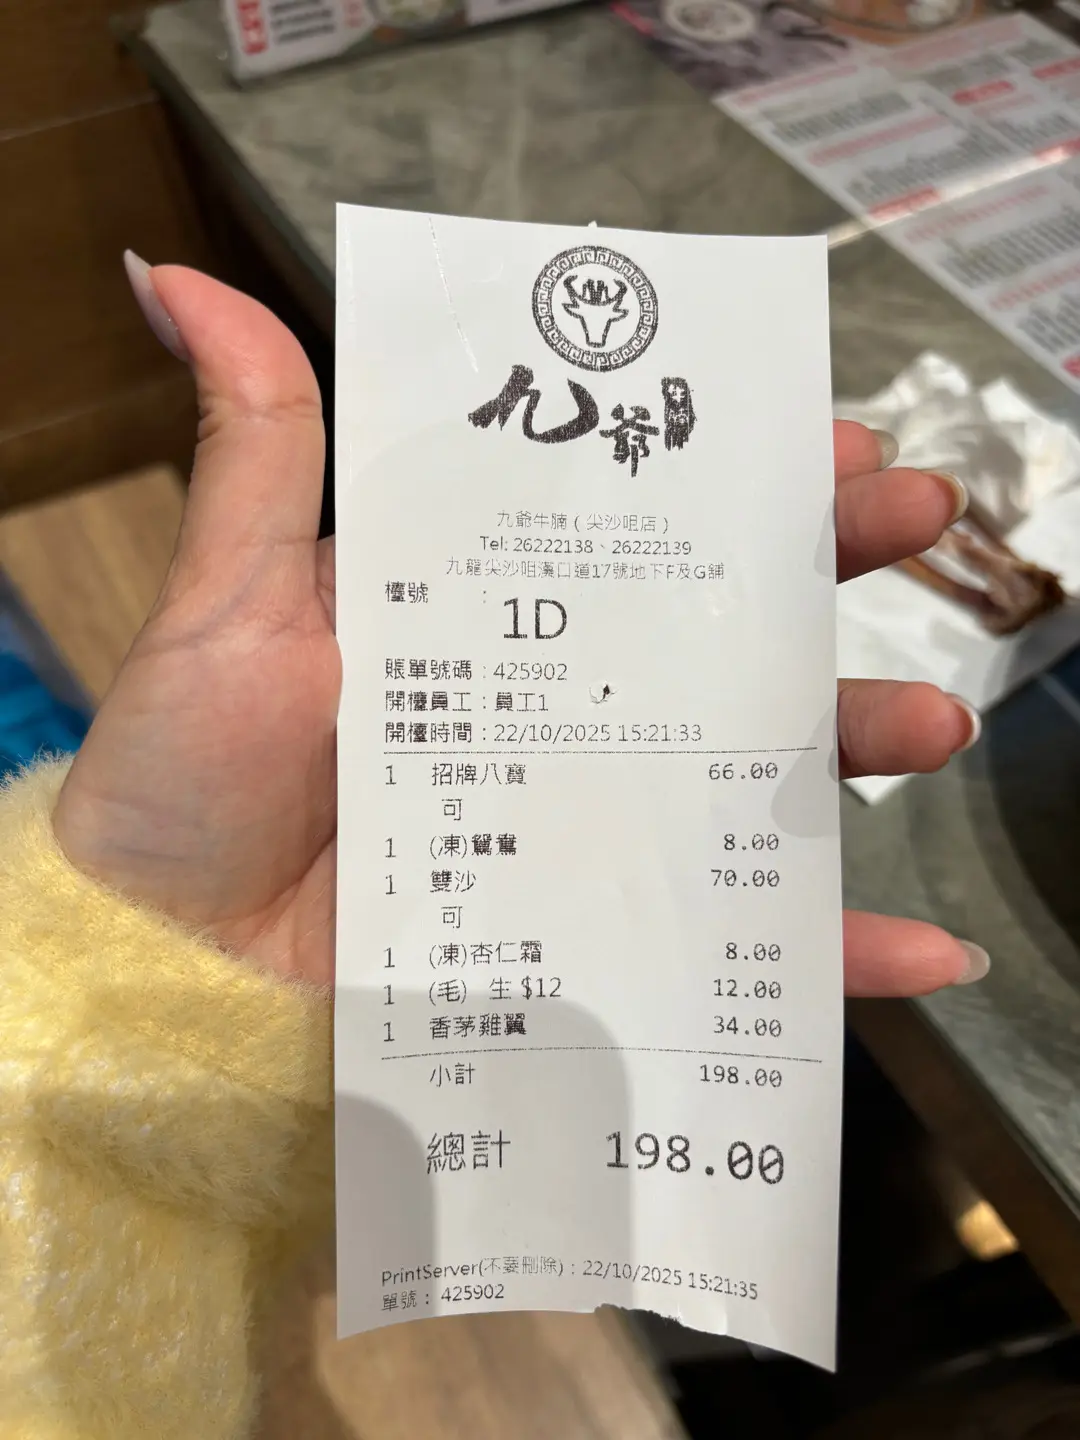 九
爺
九爺牛腩（尖沙咀店）
Tel: 26222138、26222139
九龍尖沙咀漢口道17號地下F及G舖
檯號 :
1D
賬單號碼 : 425902
開檯員工 : 員工1
開檯時間 : 22/10/2025 15:21:33
1 招牌八寶 66.00
可
1 (凍)鴛鴦 8.00
1 雙沙 70.00
可
1 (凍)杏仁霜 8.00
1 (毛) 生 $12 12.00
1 香茅雞翼 34.00
小計 198.00
總計 198.00
PrintServer(不要刪除) : 22/10/2025 15:21:35
單號 : 425902